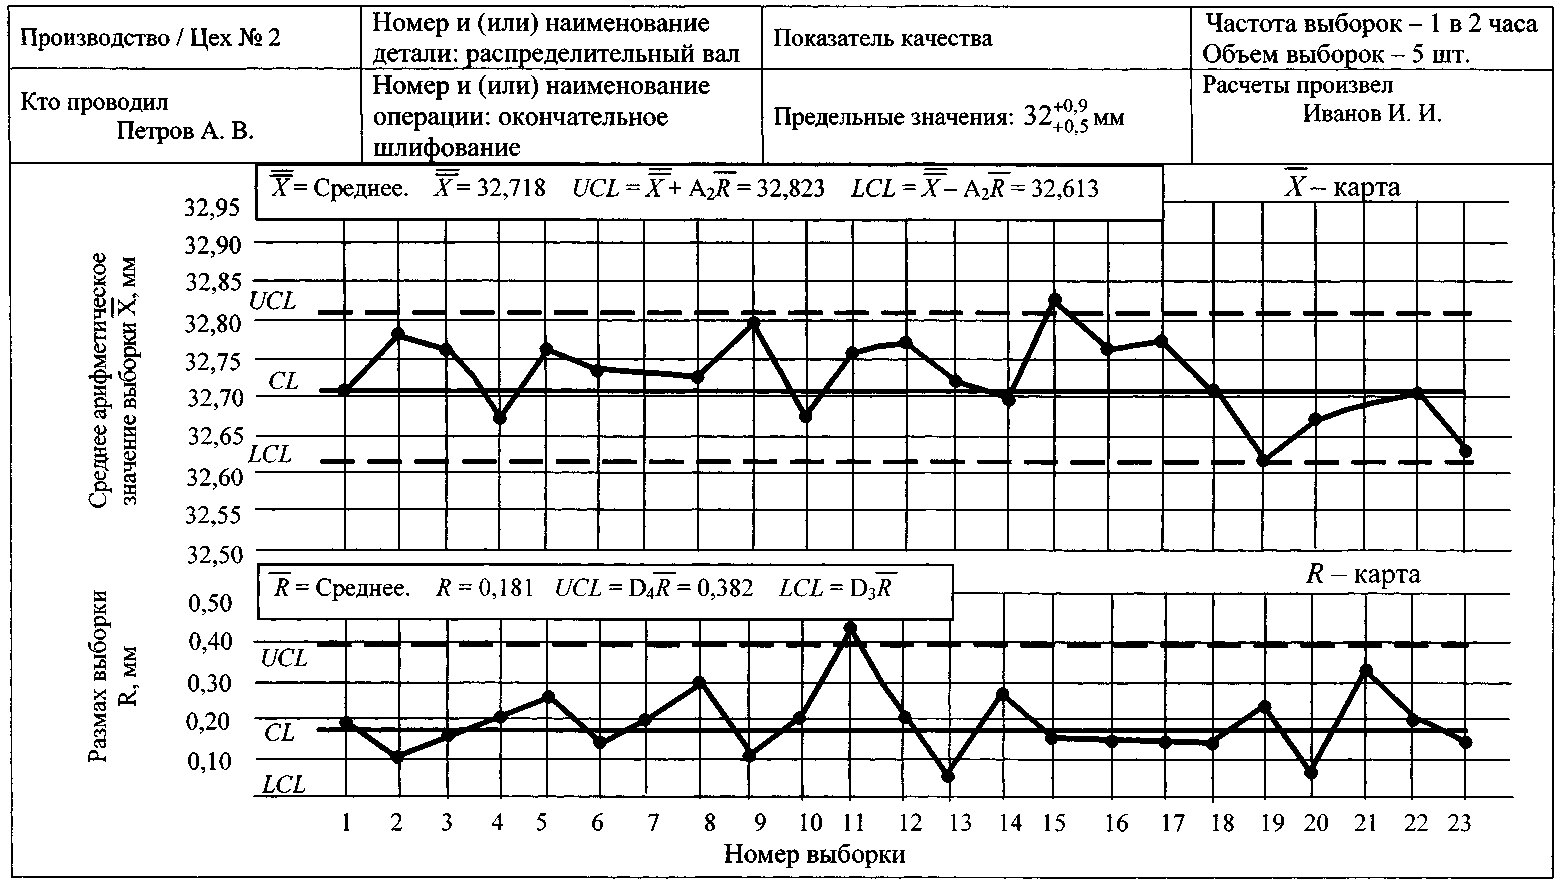 Производство / Цех № 2
Номер и (или) наименование
детали: распределительный вал
Показатель качества
Частота выборок – 1 в 2 часа
Объем выборок – 5 шт.
Кто проводил
Петров А. В.
Номер и (или) наименование
операции: окончательное
шлифование
Предельные значения: 32 +0,9 +0,5 мм
Расчеты произвел
Иванов И. И.
X̿ = Среднее. X̿ = 32,718 UCL = X̿ + A₂R̅ = 32,823 LCL = X̿ – A₂R̅ = 32,613
X̅ – карта
Среднее арифметическое
значение выборки X̅, мм
32,95
32,90
32,85
UCL
32,80
32,75
CL
32,70
32,65
LCL
32,60
32,55
32,50
R̅ = Среднее. R = 0,181 UCL = D₄R̅ = 0,382 LCL = D₃R̅
R – карта
Размах выборки
R, мм
0,50
0,40
UCL
0,30
0,20
CL
0,10
LCL
1 2 3 4 5 6 7 8 9 10 11 12 13 14 15 16 17 18 19 20 21 22 23
Номер выборки